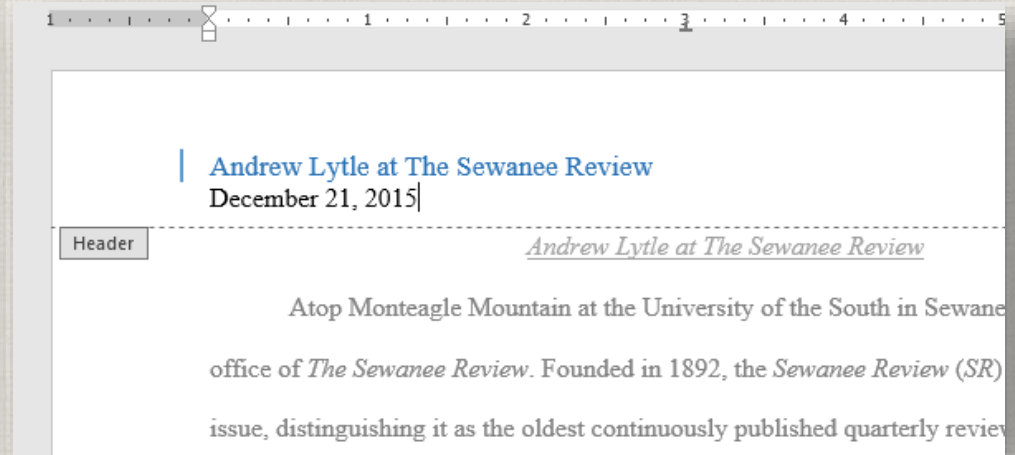 1 1 2 3 4 5
Andrew Lytle at The Sewanee Review
December 21, 2015
Header
Andrew Lytle at The Sewanee Review
Atop Monteagle Mountain at the University of the South in Sewane
office of The Sewanee Review. Founded in 1892, the Sewanee Review (SR)
issue, distinguishing it as the oldest continuously published quarterly review